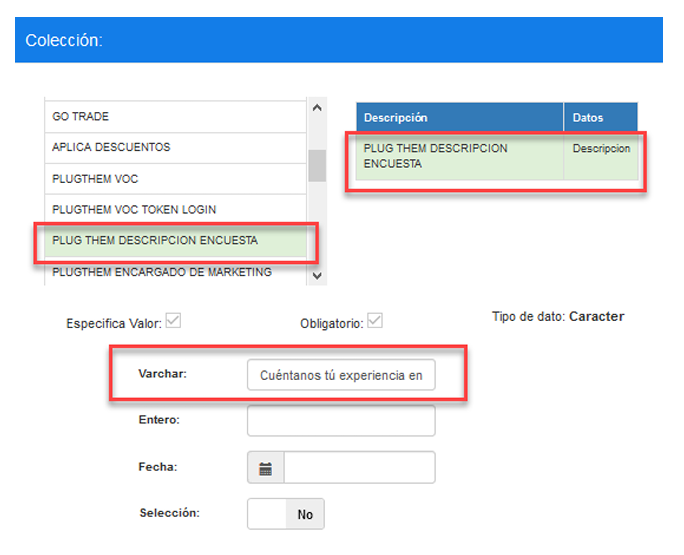 Colección:
GO TRADE
APLICA DESCUENTOS
PLUGTHEM VOC
PLUGTHEM VOC TOKEN LOGIN
PLUG THEM DESCRIPCION ENCUESTA
PLUGTHEM ENCARGADO DE MARKETING
Descripción Datos
PLUG THEM DESCRIPCION Descripcion
ENCUESTA
Especifica Valor: Obligatorio: Tipo de dato: Caracter
Varchar: Cuéntanos tú experiencia en
Entero:
Fecha:
Selección: No